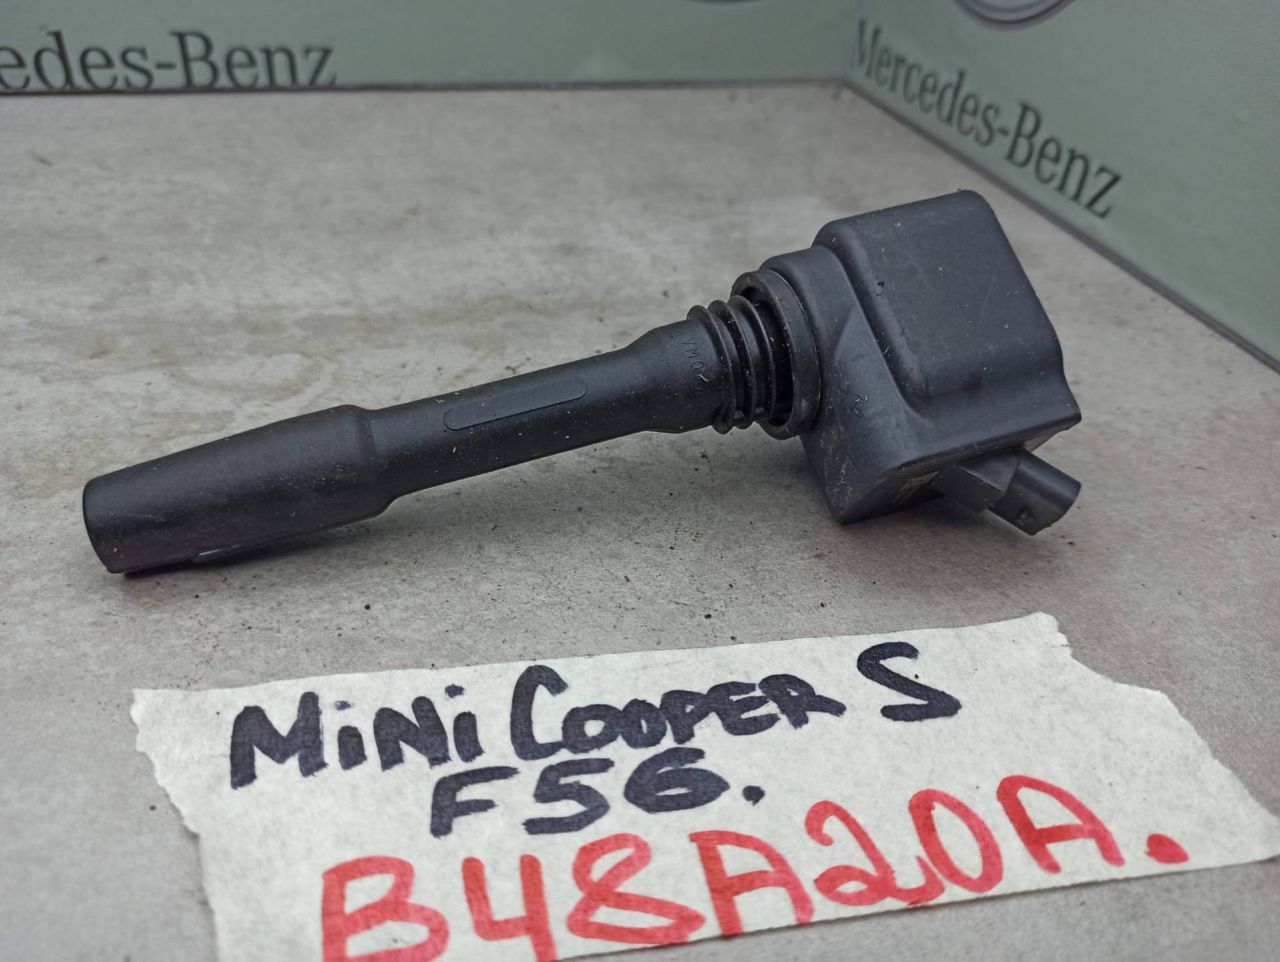 edes-Benz
Mercedes-Benz
MiNi COOPER S
F56.
B48A20A.